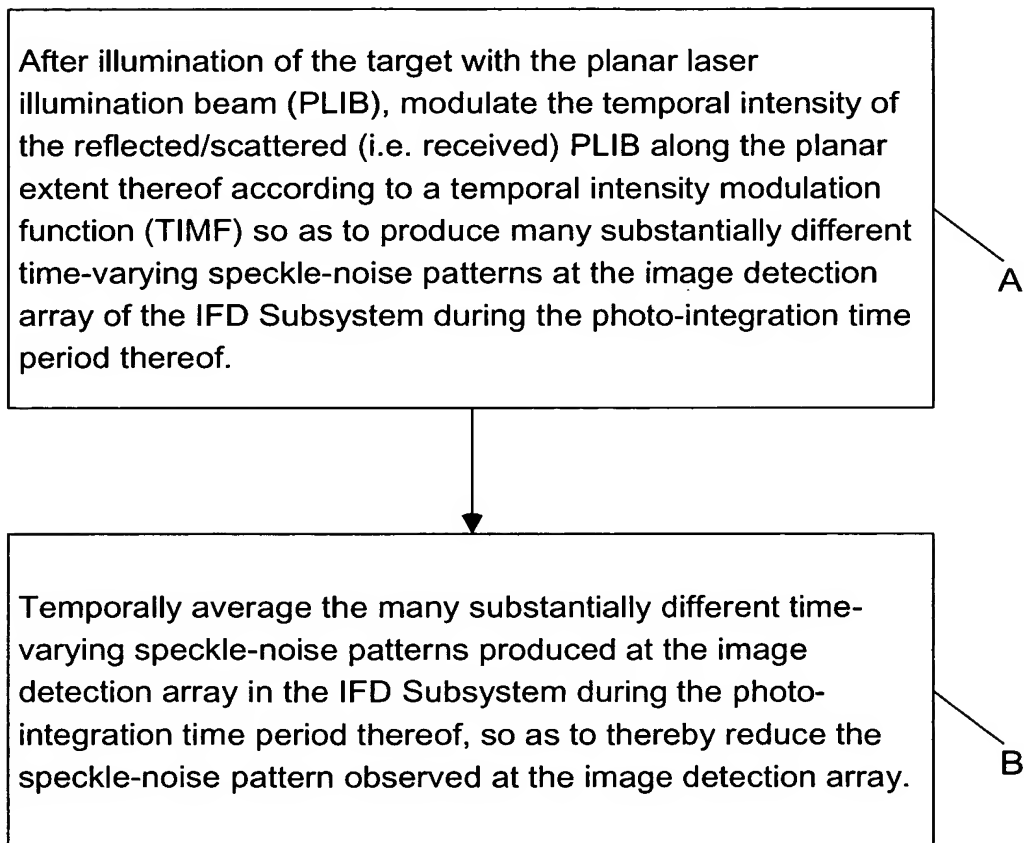 After illumination of the target with the planar laser
illumination beam (PLIB), modulate the temporal intensity of
the reflected/scattered (i.e. received) PLIB along the planar
extent thereof according to a temporal intensity modulation
function (TIMF) so as to produce many substantially different
time-varying speckle-noise patterns at the image detection
array of the IFD Subsystem during the photo-integration time
period thereof.
A
Temporally average the many substantially different time-
varying speckle-noise patterns produced at the image
detection array in the IFD Subsystem during the photo-
integration time period thereof, so as to thereby reduce the
speckle-noise pattern observed at the image detection array.
B